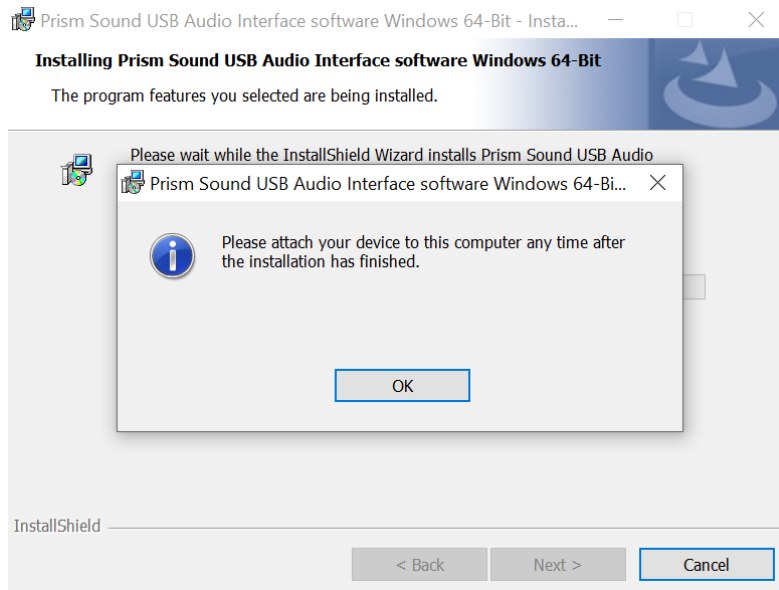 Prism Sound USB Audio Interface software Windows 64-Bit - Insta...
Installing Prism Sound USB Audio Interface software Windows 64-Bit
The program features you selected are being installed.
Please wait while the InstallShield Wizard installs Prism Sound USB Audio
Prism Sound USB Audio Interface software Windows 64-Bi...
Please attach your device to this computer any time after
the installation has finished.
OK
InstallShield
< Back Next > Cancel